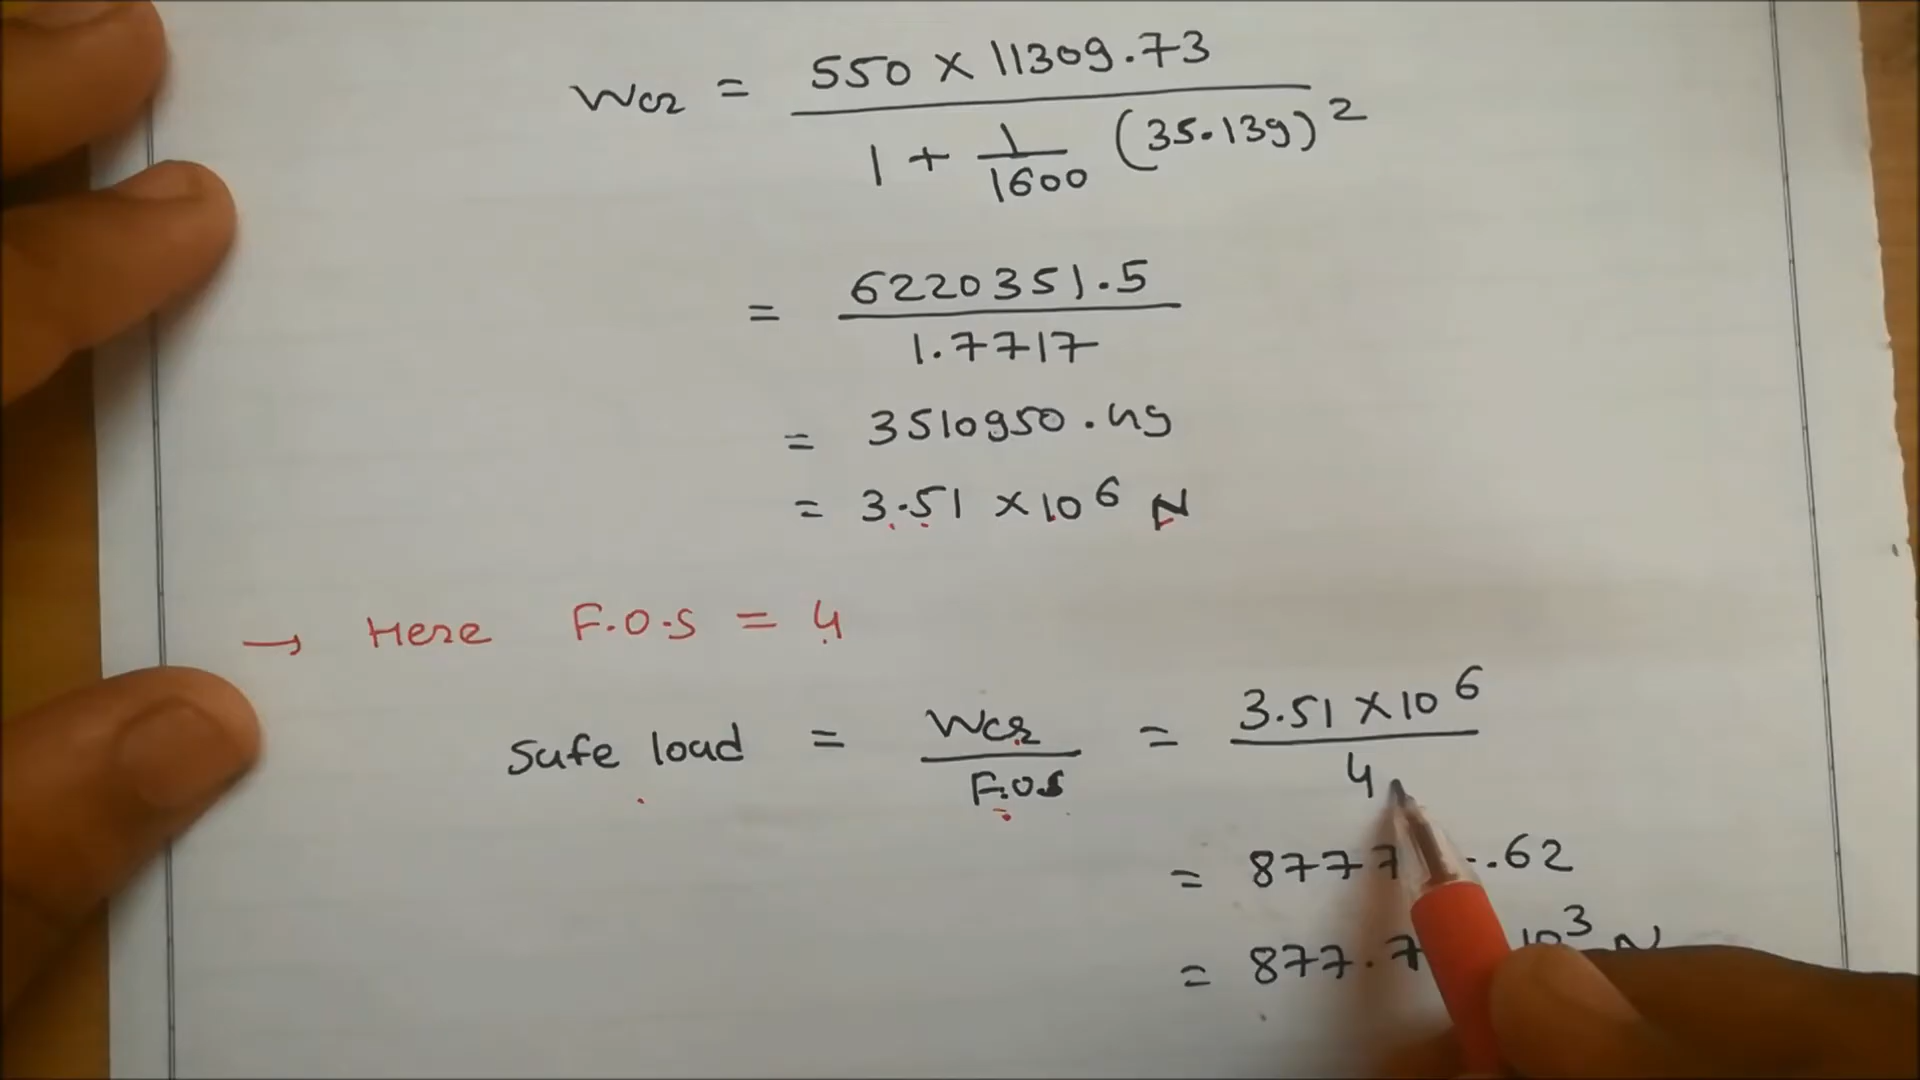 Wcr = 550 × 11309.73 / 1 + 1/1600 (35.139)²
= 6220351.5 / 1.7717
= 3510950.49
= 3.51 × 10⁶ N
→ Here F.O.S = 4
Safe load = Wcr / F.O.S = 3.51 × 10⁶ / 4
= 8777 .62
= 877.7 10³ N